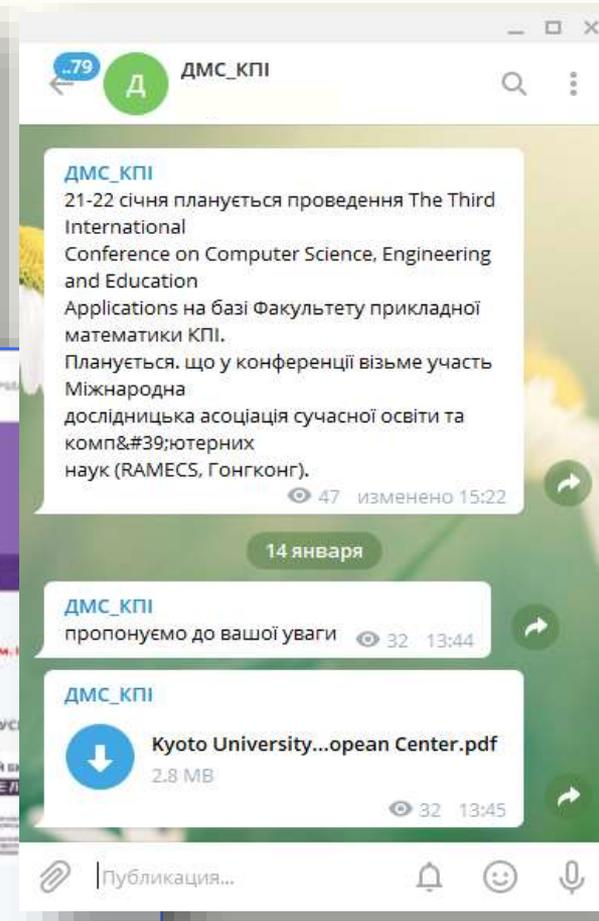 ..79
Д
ДМС_КПІ
ДМС_КПІ
21-22 січня планується проведення The Third
International
Conference on Computer Science, Engineering
and Education
Applications на базі Факультету прикладної
математики КПІ.
Планується. що у конференції візьме участь
Міжнародна
дослідницька асоціація сучасної освіти та
комп&#39;ютерних
наук (RAMECS, Гонгконг).
47 изменено 15:22
14 января
ДМС_КПІ
пропонуємо до вашої уваги 32 13:44
ДМС_КПІ
Kyoto University...opean Center.pdf
2.8 MB
32 13:45
Публикация...